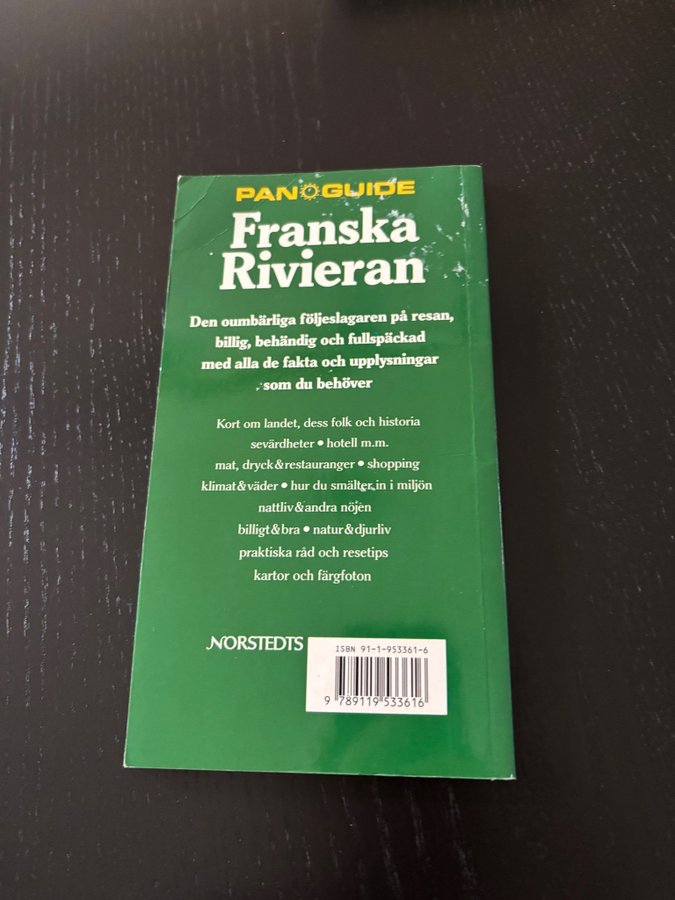 PAN GUIDE
Franska
Rivieran
Den oumbärliga följeslagaren på resan,
billig, behändig och fullspäckad
med alla de fakta och upplysningar
som du behöver
Kort om landet, dess folk och historia
sevärdheter • hotell m.m.
mat, dryck & restauranger • shopping
klimat & väder • hur du smälter in i miljön
nattliv & andra nöjen
billigt & bra • natur & djurliv
praktiska råd och resetips
kartor och färgfoton
NORSTEDTS
ISBN 91-1-953361-6
9 789119 533616